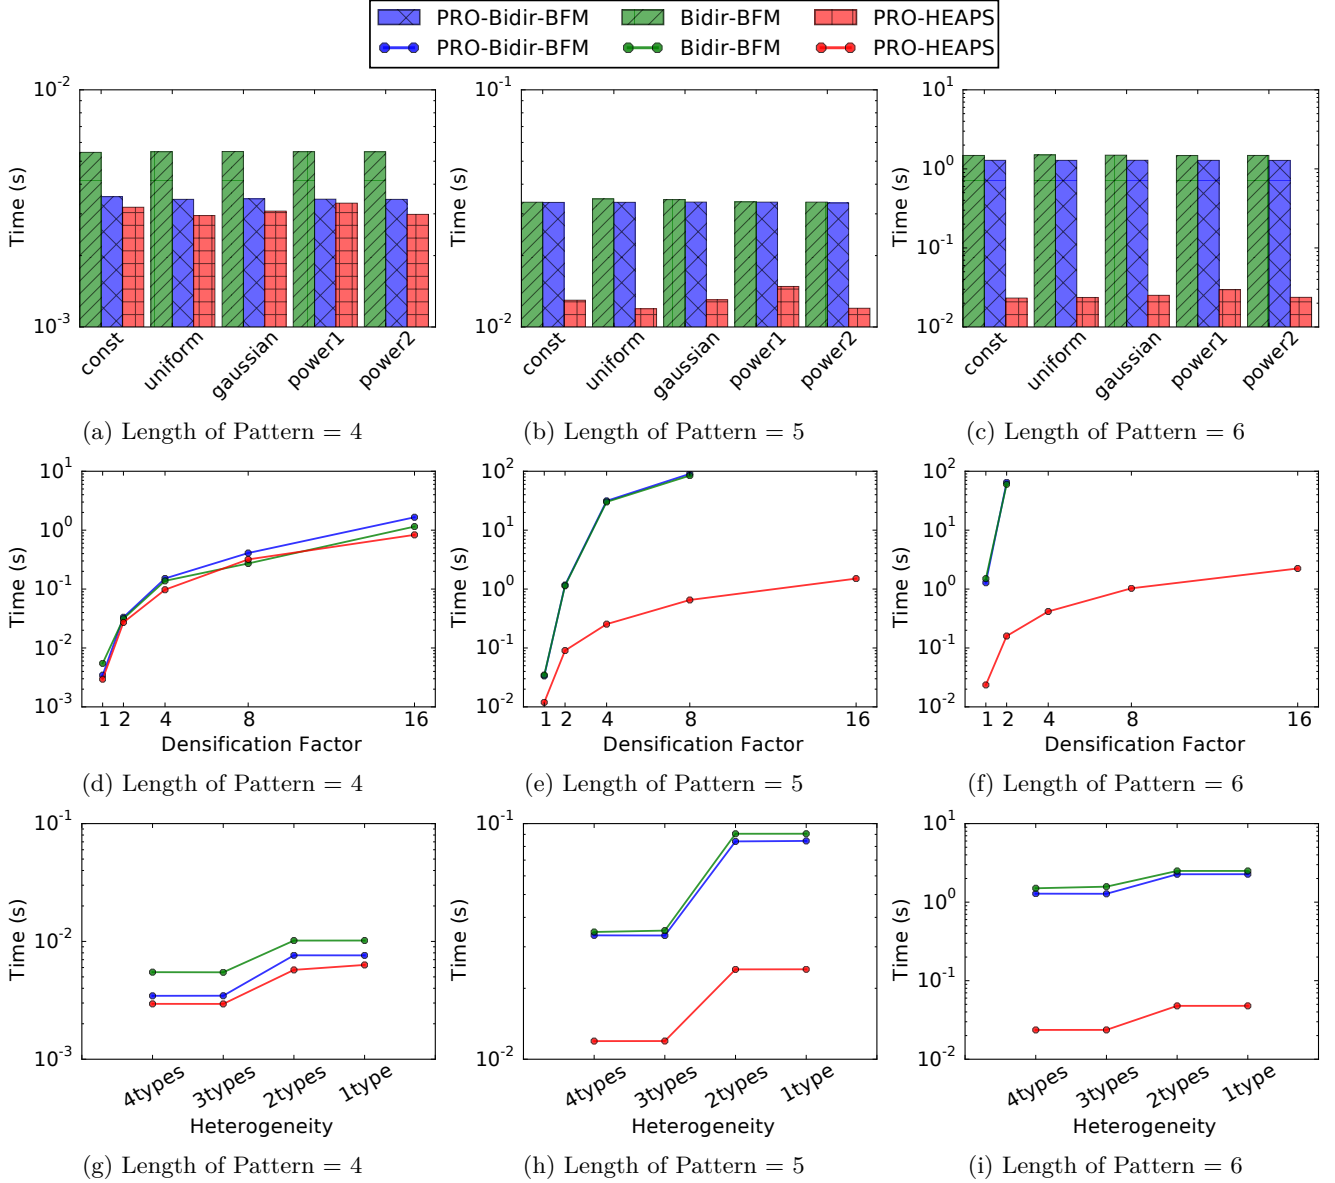 PRO-Bidir-BFM Bidir-BFM PRO-HEAPS
PRO-Bidir-BFM Bidir-BFM PRO-HEAPS
10^-2 10^-1 10^1
10^0
Time (s) Time (s) Time (s)
10^-1
10^-3 10^-2 10^-2
const uniform gaussian power1 power2 const uniform gaussian power1 power2 const uniform gaussian power1 power2
(a) Length of Pattern = 4 (b) Length of Pattern = 5 (c) Length of Pattern = 6
10^1 10^2 10^2
10^0 10^1 10^1
Time (s) Time (s) Time (s)
10^-1 10^0 10^0
10^-2 10^-1 10^-1
10^-3 10^-2 10^-2
1 2 4 8 16 1 2 4 8 16 1 2 4 8 16
Densification Factor Densification Factor Densification Factor
(d) Length of Pattern = 4 (e) Length of Pattern = 5 (f) Length of Pattern = 6
10^-1 10^-1 10^1
10^0
Time (s) Time (s) Time (s)
10^-2 10^-1
10^-3 10^-2 10^-2
4types 3types 2types 1type 4types 3types 2types 1type 4types 3types 2types 1type
Heterogeneity Heterogeneity Heterogeneity
(g) Length of Pattern = 4 (h) Length of Pattern = 5 (i) Length of Pattern = 6